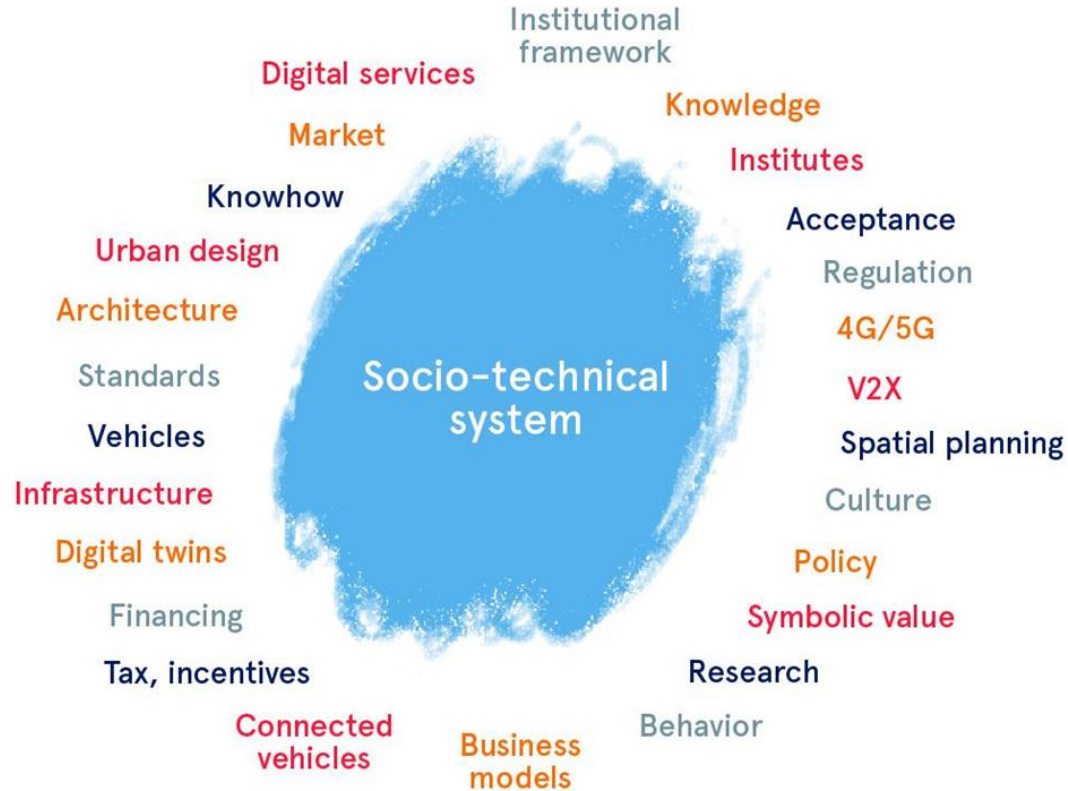 Institutional
framework
Digital services
Knowledge
Market
Institutes
Knowhow
Acceptance
Urban design
Regulation
Architecture
4G/5G
Standards
Socio-technical
system
V2X
Vehicles
Spatial planning
Infrastructure
Culture
Digital twins
Policy
Financing
Symbolic value
Tax, incentives
Research
Connected
vehicles
Behavior
Business
models